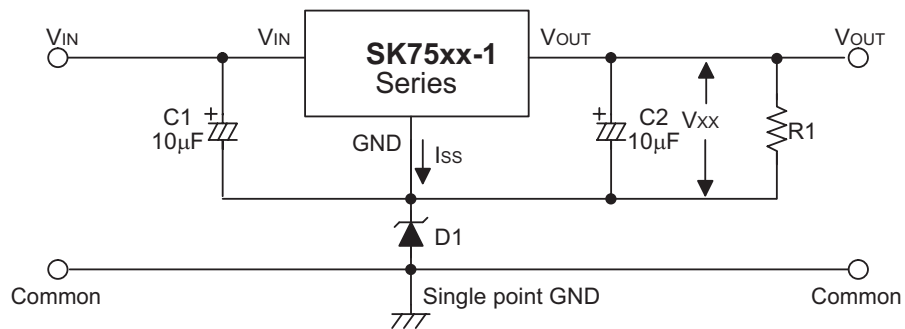 VIN
VIN
SK75xx-1
Series
VOUT
VOUT
C1
10μF
+
GND
ISS
+
C2
10μF
VXX
R1
D1
Common
Single point GND
Common